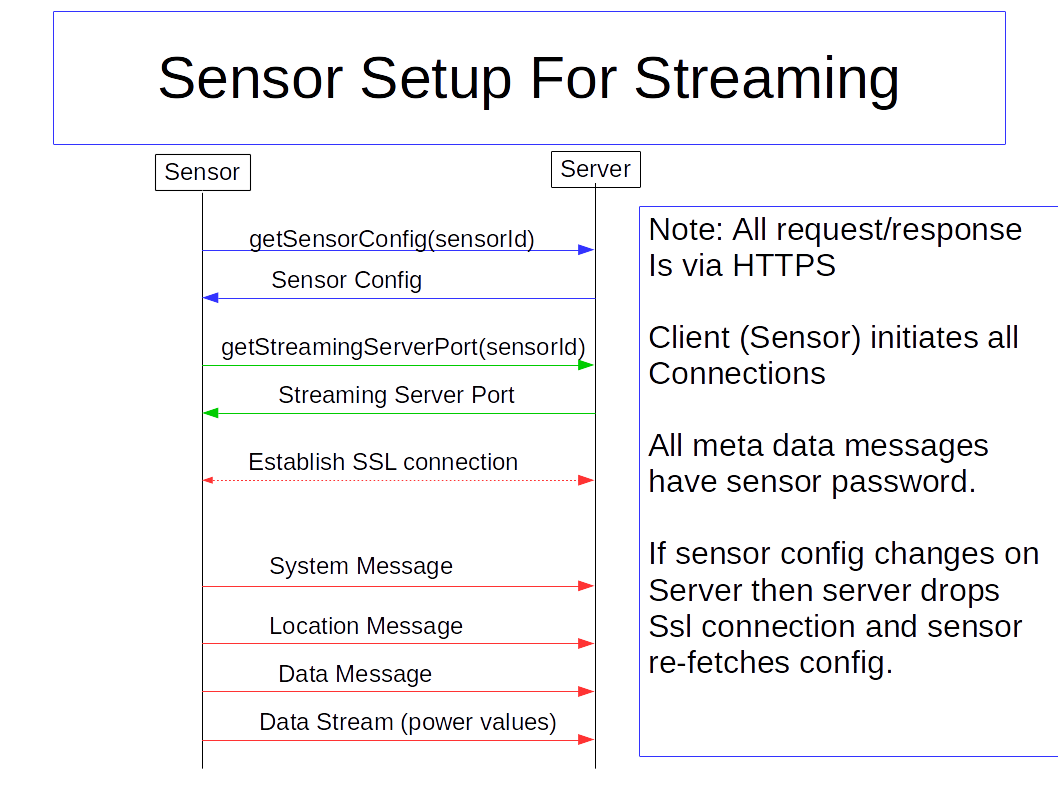 Sensor Setup For Streaming
Sensor
Server
getSensorConfig(sensorId)
Sensor Config
getStreamingServerPort(sensorId)
Streaming Server Port
Establish SSL connection
System Message
Location Message
Data Message
Data Stream (power values)
Note: All request/response
Is via HTTPS
Client (Sensor) initiates all
Connections
All meta data messages
have sensor password.
If sensor config changes on
Server then server drops
Ssl connection and sensor
re-fetches config.